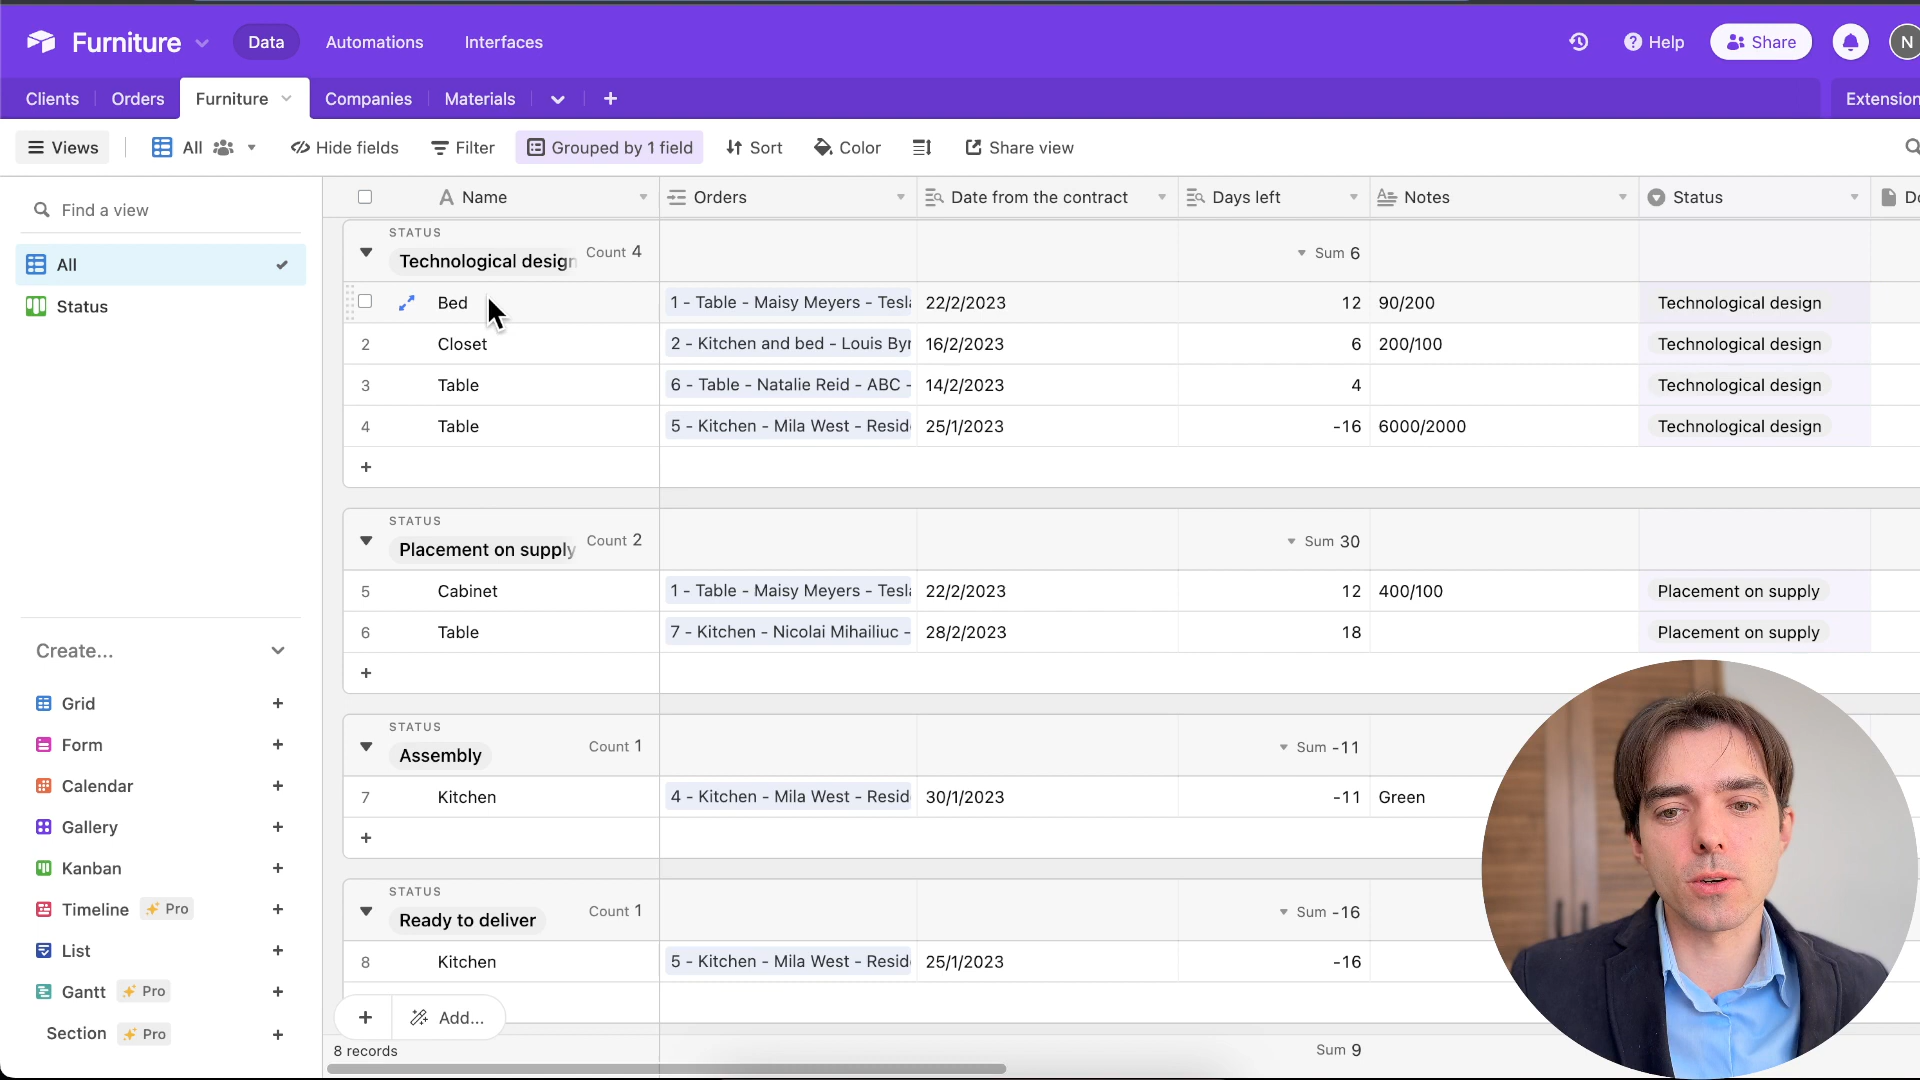 Furniture
Data
Automations
Interfaces
Help
Share
N
Clients
Orders
Furniture
Companies
Materials
Extension
Views
All
Hide fields
Filter
Grouped by 1 field
Sort
Color
Share view
Find a view
All
Status
Create...
Grid
Form
Calendar
Gallery
Kanban
Timeline Pro
List
Gantt Pro
Section Pro
Name Orders Date from the contract Days left Notes Status
STATUS
Technological design Count 4 Sum 6
Bed 1 - Table - Maisy Meyers - Tesla 22/2/2023 12 90/200 Technological design
2 Closet 2 - Kitchen and bed - Louis Byr 16/2/2023 6 200/100 Technological design
3 Table 6 - Table - Natalie Reid - ABC - 14/2/2023 4 Technological design
4 Table 5 - Kitchen - Mila West - Resid 25/1/2023 -16 6000/2000 Technological design
+
STATUS
Placement on supply Count 2 Sum 30
5 Cabinet 1 - Table - Maisy Meyers - Tesla 22/2/2023 12 400/100 Placement on supply
6 Table 7 - Kitchen - Nicolai Mihailiuc - 28/2/2023 18 Placement on supply
+
STATUS
Assembly Count 1 Sum -11
7 Kitchen 4 - Kitchen - Mila West - Resid 30/1/2023 -11 Green
+
STATUS
Ready to deliver Count 1 Sum -16
8 Kitchen 5 - Kitchen - Mila West - Resid 25/1/2023 -16
+ Add...
8 records Sum 9